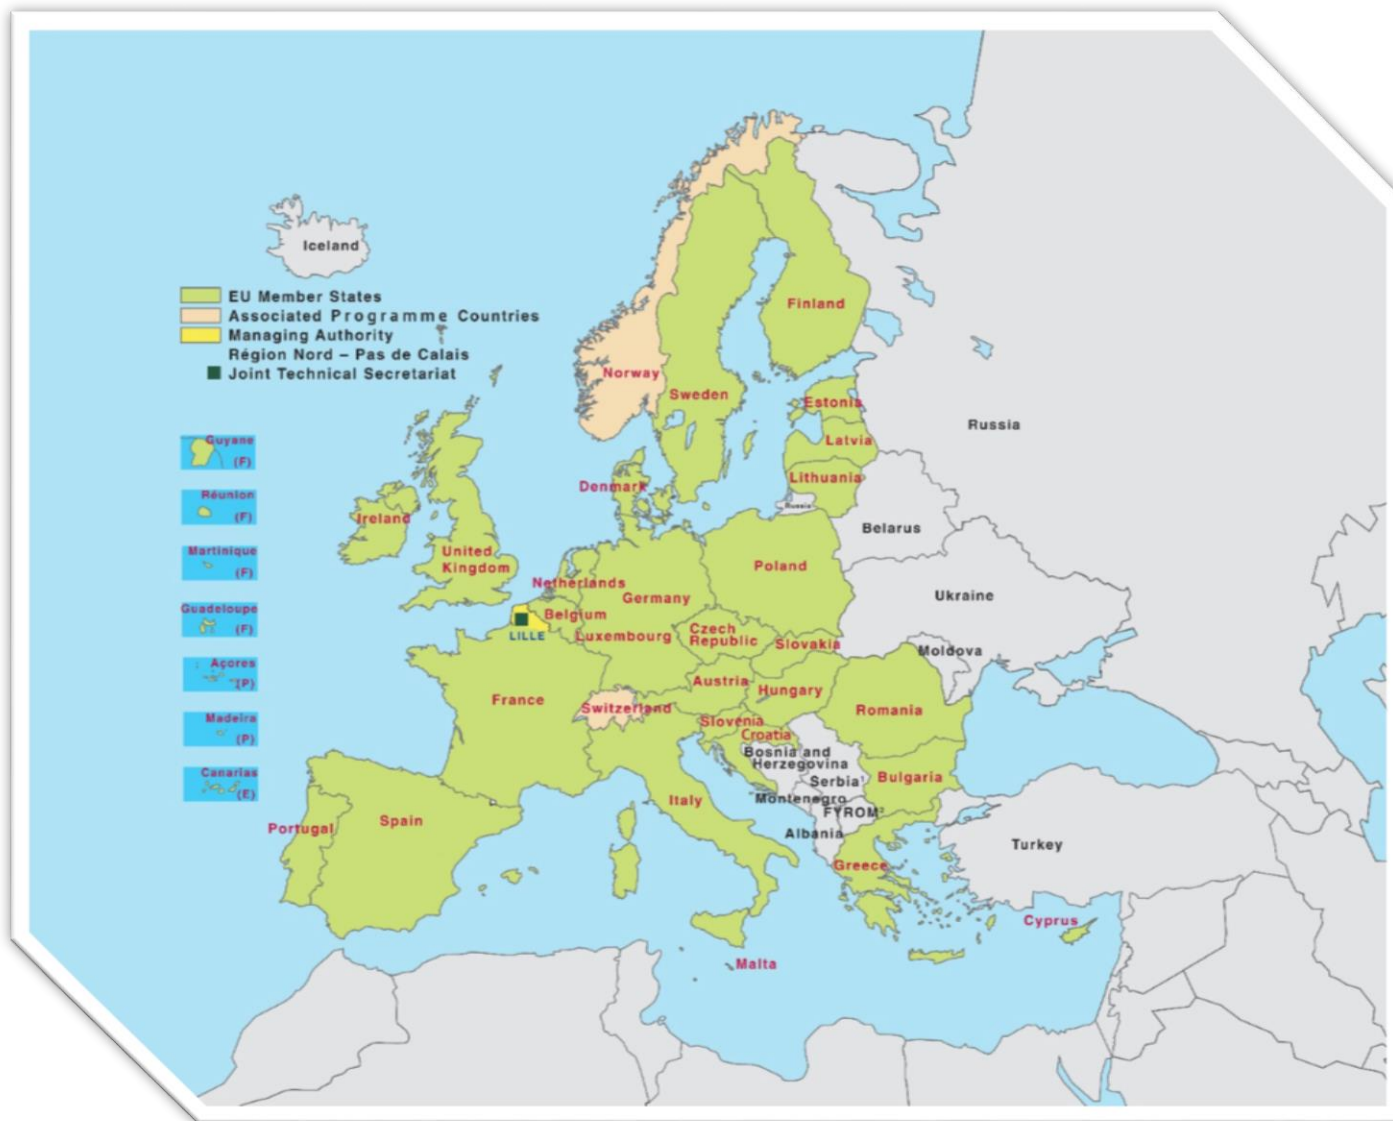 Iceland
EU Member States
Associated Programme Countries
Managing Authority
Région Nord – Pas de Calais
Joint Technical Secretariat
Finland
Norway
Sweden
Estonia
Russia
Latvia
Guyane
(F)
Lithuania
Denmark
Réunion
(F)
Russia
Ireland
Belarus
Martinique
(F)
United
Kingdom
Poland
Netherlands
Germany
Ukraine
Guadeloupe
(F)
Belgium
LILLE
Luxembourg
Czech
Republic
Slovakia
Moldova
Açores
(P)
Austria
Hungary
France
Switzerland
Romania
Madeira
(P)
Slovenia
Croatia
Bosnia and
Herzegovina
Canarias
(E)
Serbia¹
Bulgaria
Montenegro
Italy
FYROM²
Portugal
Spain
Albania
Turkey
Greece
Cyprus
Malta